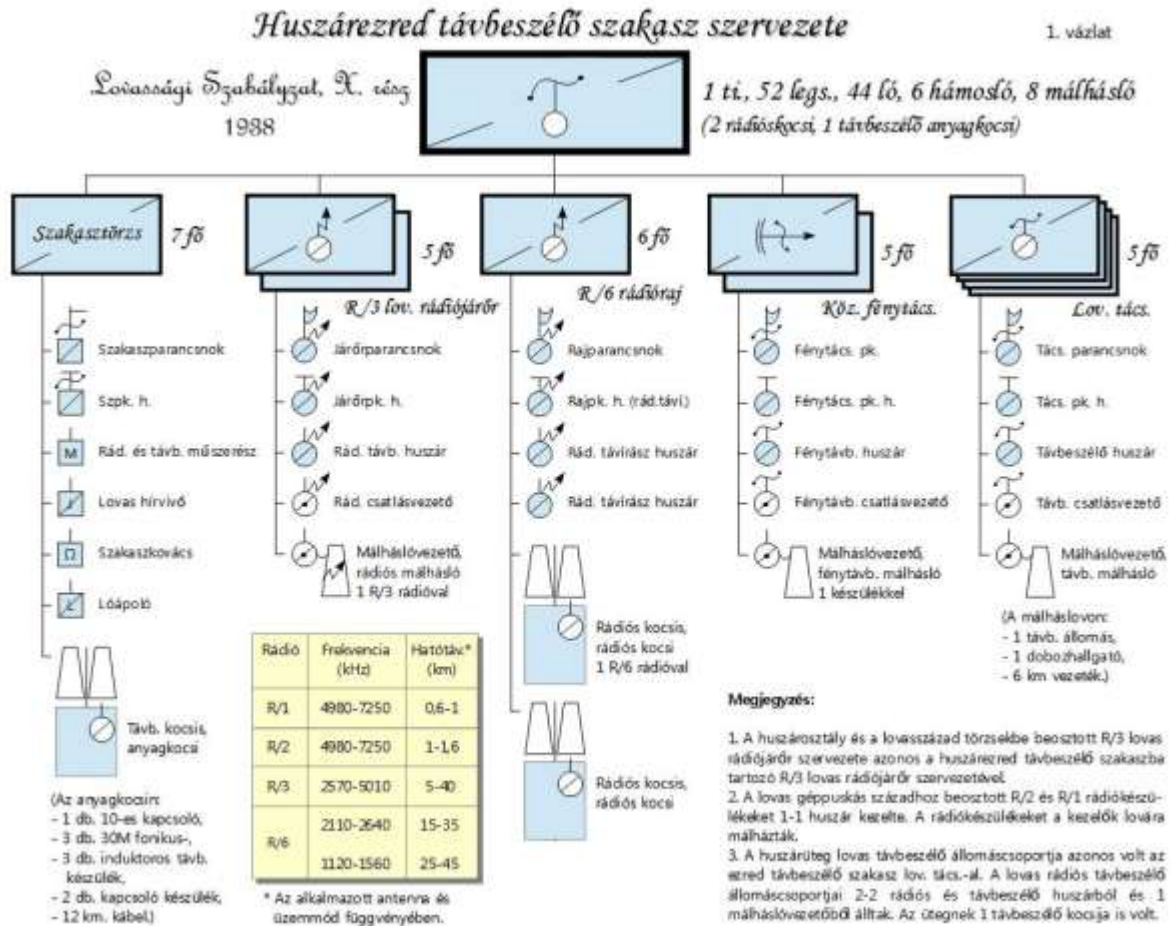 Huszárezred távbeszélő szakasz szervezete
1. vázlat
Lovassági Szabályzat, X. rész
1938
1 ti., 52 legs., 44 ló, 6 hámosló, 8 málhásló
(2 rádióskocsi, 1 távbeszélő anyagkocsi)
Szakasztörzs
7 fő
5 fő
R/3 lov. rádiójárőr
6 fő
R/6 rádióraj
5 fő
Köz. fénytács.
5 fő
Lov. tács.
Szakaszparancsnok
Szpk. h.
M
Rád. és távb. műszerész
Lovas hírvivő
Ω
Szakaszkovács
Lóápoló
Távb. kocsis,
anyagkocsi
(Az anyagkocsin:
- 1 db. 10-es kapcsoló,
- 3 db. 30M fonikus-,
- 3 db. induktoros távb.
készülék,
- 2 db. kapcsoló készülék,
- 12 km. kábel.)
Járőrparancsnok
Járőrpk. h.
Rád. távb. huszár
Rád. csatlásvezető
Málháslóvezető,
rádiós málhásló
1 R/3 rádióval
Rádió
Frekvencia
(kHz)
Hatótáv.*
(km)
R/1 4980-7250 0,6-1
R/2 4980-7250 1-1,6
R/3 2570-5010 5-40
R/6 2110-2640 15-35
1120-1560 25-45
* Az alkalmazott antenna és
üzemmód függvényében.
Rajparancsnok
Rajpk. h. (rád.távi.)
Rád. távirász huszár
Rád. távirász huszár
Rádiós kocsis,
rádiós kocsi
1 R/6 rádióval
Rádiós kocsis,
rádiós kocsi
Fénytács. pk.
Fénytács. pk. h.
Fénytávb. huszár
Fénytávb. csatlásvezető
Málháslóvezető,
fénytávb. málhásló
1 készülékkel
Tács. parancsnok
Tács. pk. h.
Távbeszélő huszár
Távb. csatlásvezető
Málháslóvezető,
távb. málhásló
(A málháslovon:
- 1 távb. állomás,
- 1 dobozhallgató,
- 6 km vezeték.)
Megjegyzés:
1. A huszárosztály és a lovasszázad törzsekbe beosztott R/3 lovas
rádiójárőr szervezete azonos a huszárezred távbeszélő szakaszba
tartozó R/3 lovas rádiójárőr szervezetével.
2. A lovas géppuskás századhoz beosztott R/2 és R/1 rádiókészü-
lékeket 1-1 huszár kezelte. A rádiókészülékeket a kezelők lovára
málházták.
3. A huszárüteg lovas távbeszélő állomáscsoportja azonos volt az
ezred távbeszélő szakasz lov. tács.-al. A lovas rádiós távbeszélő
állomáscsoportjai 2-2 rádiós és távbeszélő huszárból és 1
málháslóvezetőből álltak. Az ütegnek 1 távbeszélő kocsija is volt.